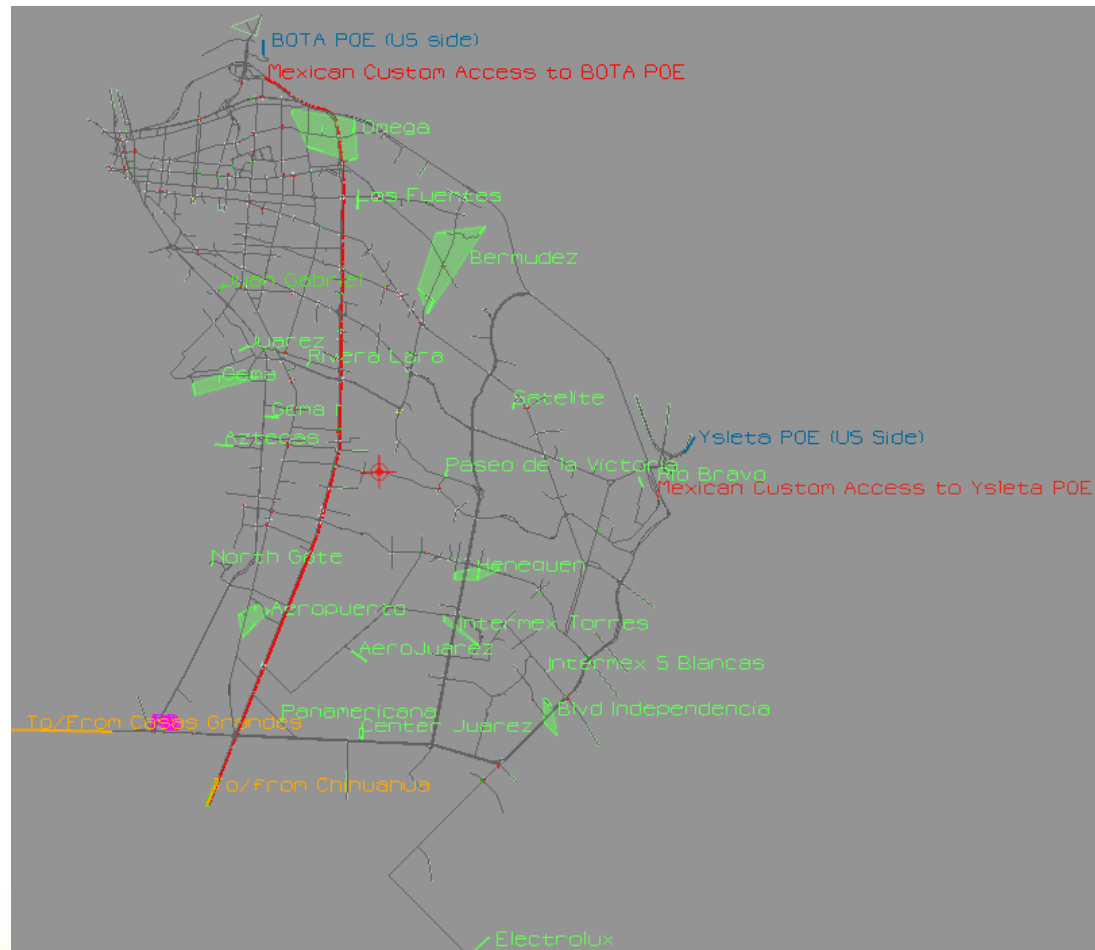 BOTA POE (US side)
Mexican Custom Access to BOTA POE
Omega
Los Fuentes
Bermudez
Juan Gabriel
Juarez
Rivera Lara
Gema
Satelite
Gema
Aztecas
Ysleta POE (US Side)
Paseo de la Victoria
Rio Bravo
Mexican Custom Access to Ysleta POE
North Gate
Henequen
Aeropuerto
Intermex Torres
AeroJuarez
Intermex S Blancas
Panamericana
Blvd Independencia
To/From Casas Grandes
Center Juarez
To/from Chihuahua
Electrolux